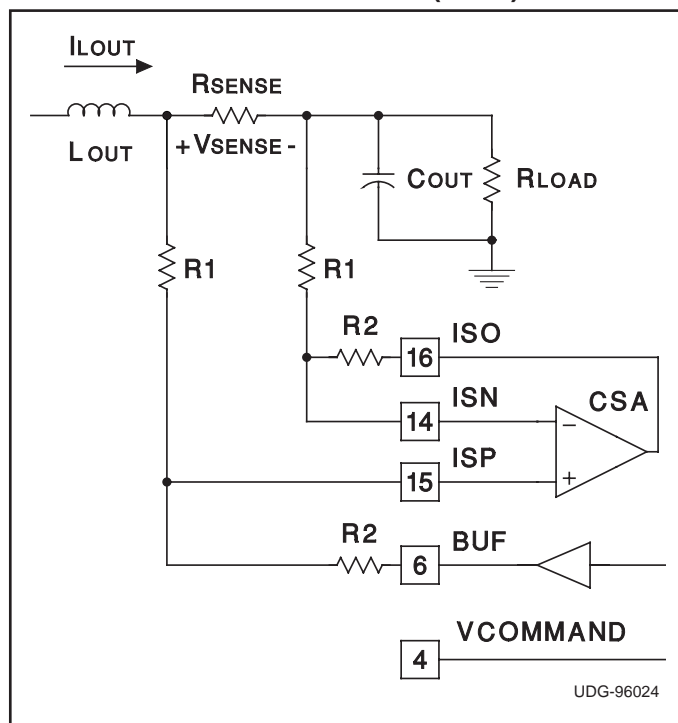 ILOUT
RSENSE
LOUT
+VSENSE-
COUT
RLOAD
R1
R1
R2
ISO
16
ISN
CSA
14
−
ISP
15
+
R2
BUF
6
VCOMMAND
4
UDG-96024